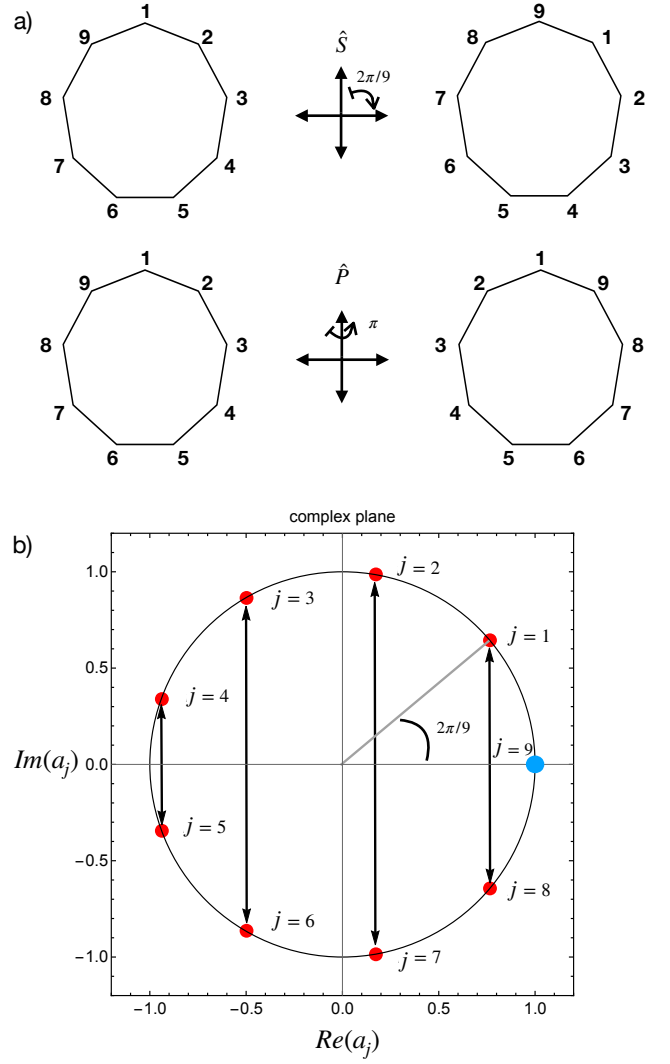 a)
1
9 2
8 3
7 4
6 5
Ŝ
2π/9
9
8 1
7 2
6 3
5 4
1
9 2
8 3
7 4
6 5
P̂
π
1
2 9
3 8
4 7
5 6
complex plane
b)
1.0
0.5
0.0
−0.5
−1.0
Im(a_j)
j = 2
j = 3
j = 1
j = 4
2π/9
j = 9
j = 5
j = 8
j = 6
j = 7
−1.0 −0.5 0.0 0.5 1.0
Re(a_j)